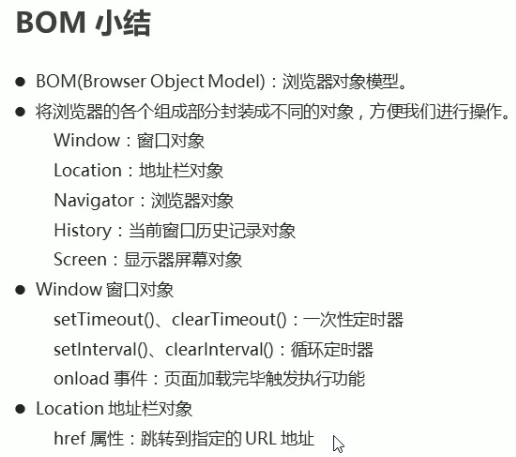 BOM 小结
● BOM(Browser Object Model)：浏览器对象模型。
● 将浏览器的各个组成部分封装成不同的对象，方便我们进行操作。
Window：窗口对象
Location：地址栏对象
Navigator：浏览器对象
History：当前窗口历史记录对象
Screen：显示器屏幕对象
● Window 窗口对象
setTimeout()、clearTimeout()：一次性定时器
setInterval()、clearInterval()：循环定时器
onload 事件：页面加载完毕触发执行功能
● Location 地址栏对象
href 属性：跳转到指定的 URL 地址